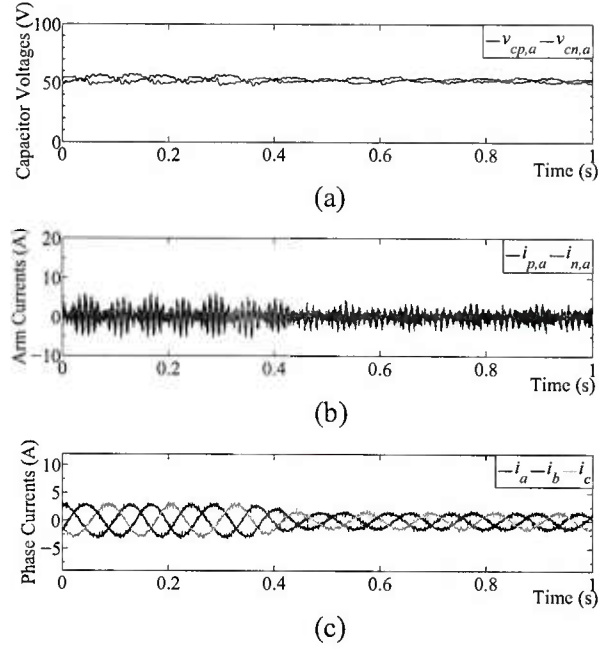 Capacitor Voltages (V)
100
50
0
v_cp,a v_cn,a
0 0.2 0.4 0.6 0.8 1
Time (s)
(a)
Arm Currents (A)
20
10
0
−10
i_p,a i_n,a
0 0.2 0.4 0.6 0.8 1
Time (s)
(b)
Phase Currents (A)
10
5
0
−5
i_a i_b i_c
0 0.2 0.4 0.6 0.8 1
Time (s)
(c)